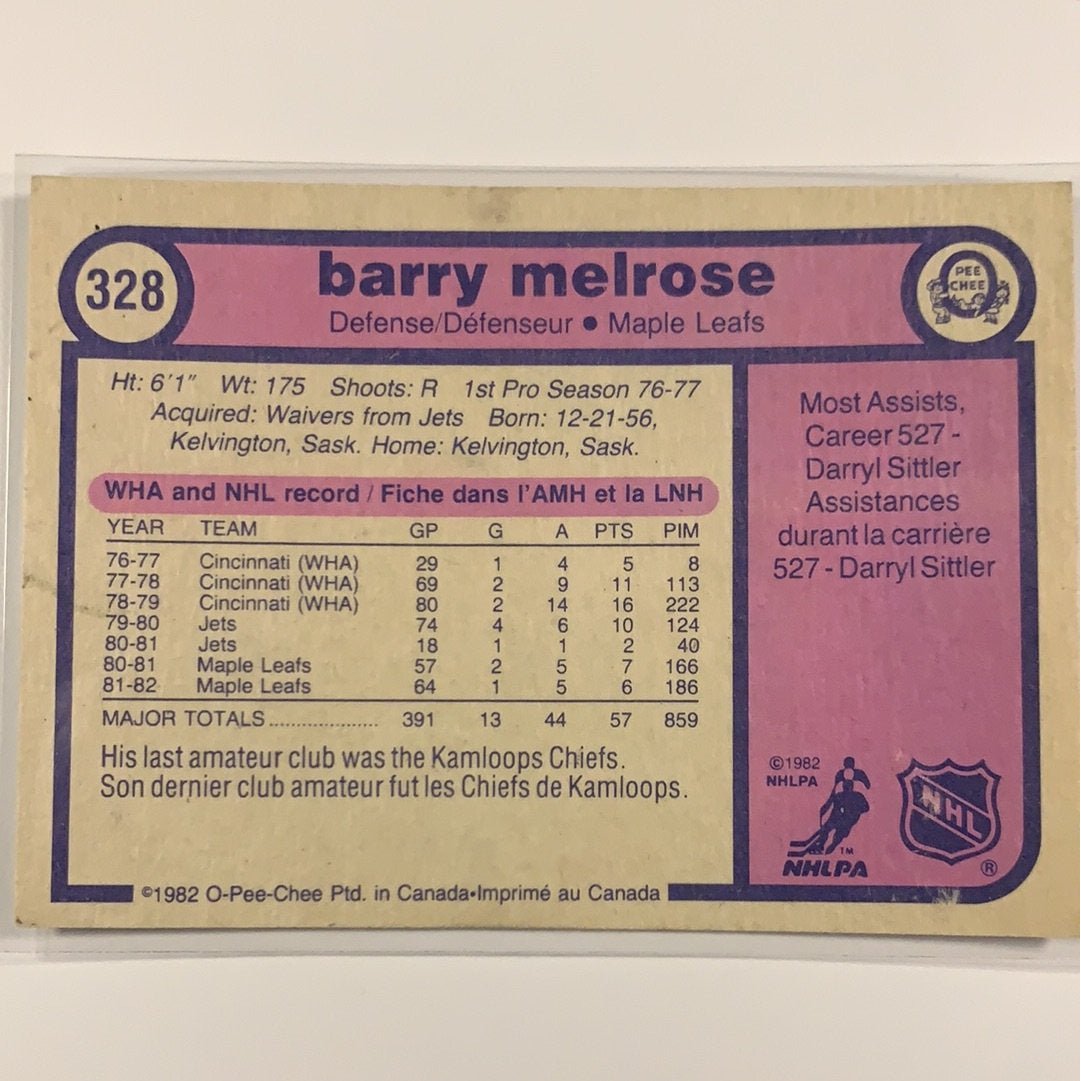 328
barry melrose
Defense/Défenseur • Maple Leafs
O
PEE
CHEE
Ht: 6'1" Wt: 175 Shoots: R 1st Pro Season 76-77
Acquired: Waivers from Jets Born: 12-21-56,
Kelvington, Sask. Home: Kelvington, Sask.
WHA and NHL record / Fiche dans l'AMH et la LNH
YEAR TEAM GP G A PTS PIM
76-77 Cincinnati (WHA) 29 1 4 5 8
77-78 Cincinnati (WHA) 69 2 9 11 113
78-79 Cincinnati (WHA) 80 2 14 16 222
79-80 Jets 74 4 6 10 124
80-81 Jets 18 1 1 2 40
80-81 Maple Leafs 57 2 5 7 166
81-82 Maple Leafs 64 1 5 6 186
MAJOR TOTALS.................... 391 13 44 57 859
His last amateur club was the Kamloops Chiefs.
Son dernier club amateur fut les Chiefs de Kamloops.
Most Assists,
Career 527 -
Darryl Sittler
Assistances
durant la carrière
527 - Darryl Sittler
©1982
NHLPA
TM
NHLPA
NHL
®
©1982 O-Pee-Chee Ptd. in Canada•Imprimé au Canada